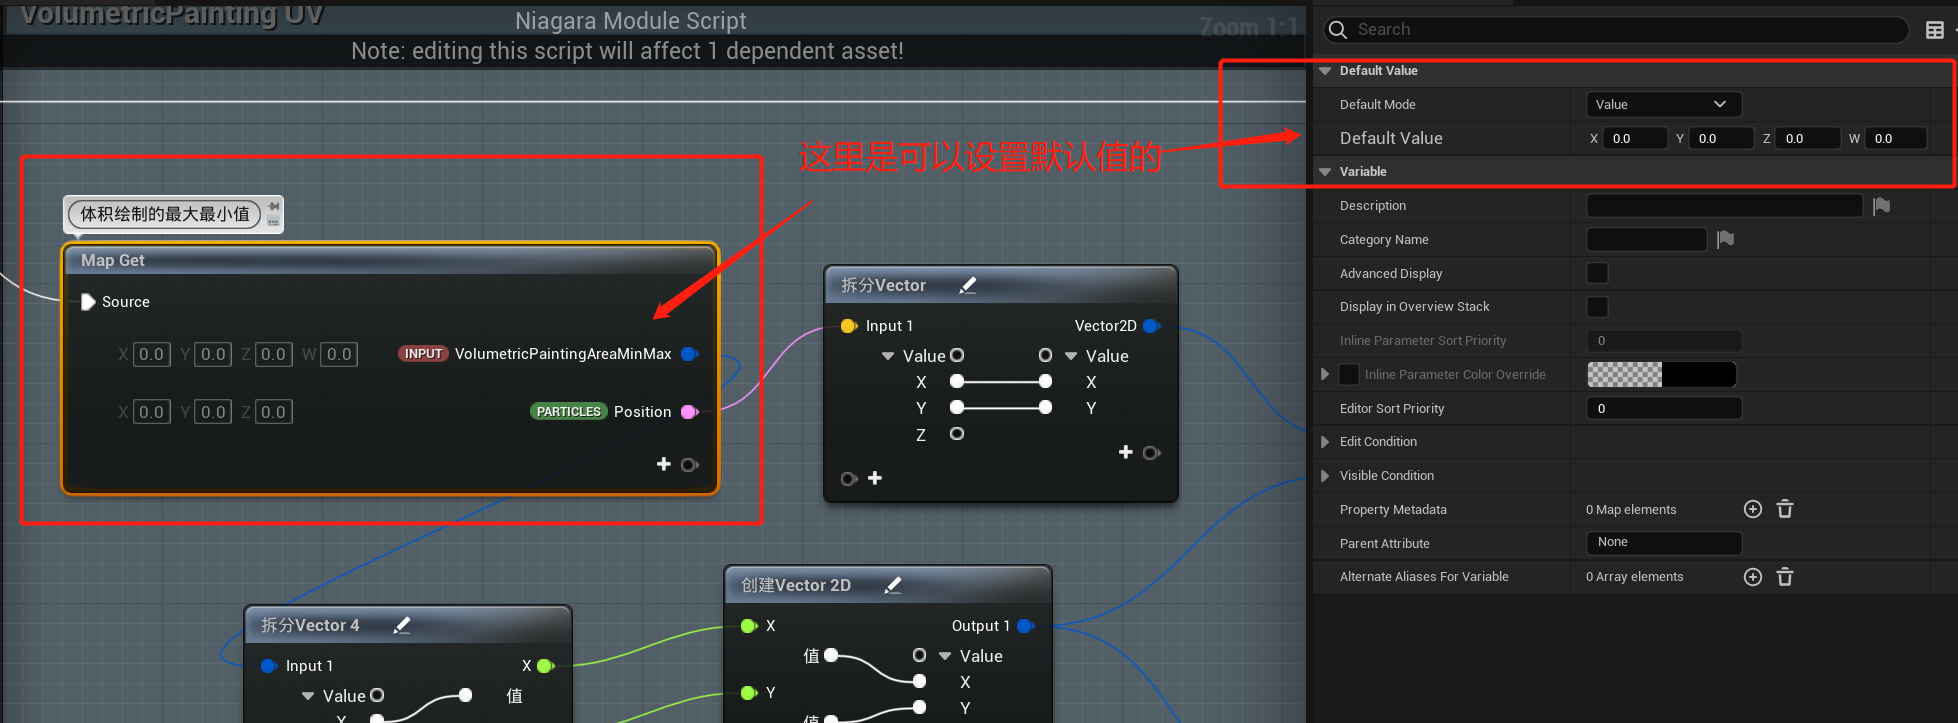 VolumetricPainting UV
Niagara Module Script
Zoom 1:1
Note: editing this script will affect 1 dependent asset!
这里是可以设置默认值的
体积绘制的最大最小值
Map Get
Source
X 0.0 Y 0.0 Z 0.0 W 0.0 INPUT VolumetricPaintingAreaMinMax
X 0.0 Y 0.0 Z 0.0 PARTICLES Position
拆分Vector
Input 1 Vector2D
Value Value
X X
Y Y
Z
拆分Vector 4
Input 1 X
Value 值
X
创建Vector 2D
X Output 1
值 Value
X
Y Y
值
Search
Default Value
Default Mode Value
Default Value X 0.0 Y 0.0 Z 0.0 W 0.0
Variable
Description
Category Name
Advanced Display
Display in Overview Stack
Inline Parameter Sort Priority 0
Inline Parameter Color Override
Editor Sort Priority 0
Edit Condition
Visible Condition
Property Metadata 0 Map elements
Parent Attribute None
Alternate Aliases For Variable 0 Array elements